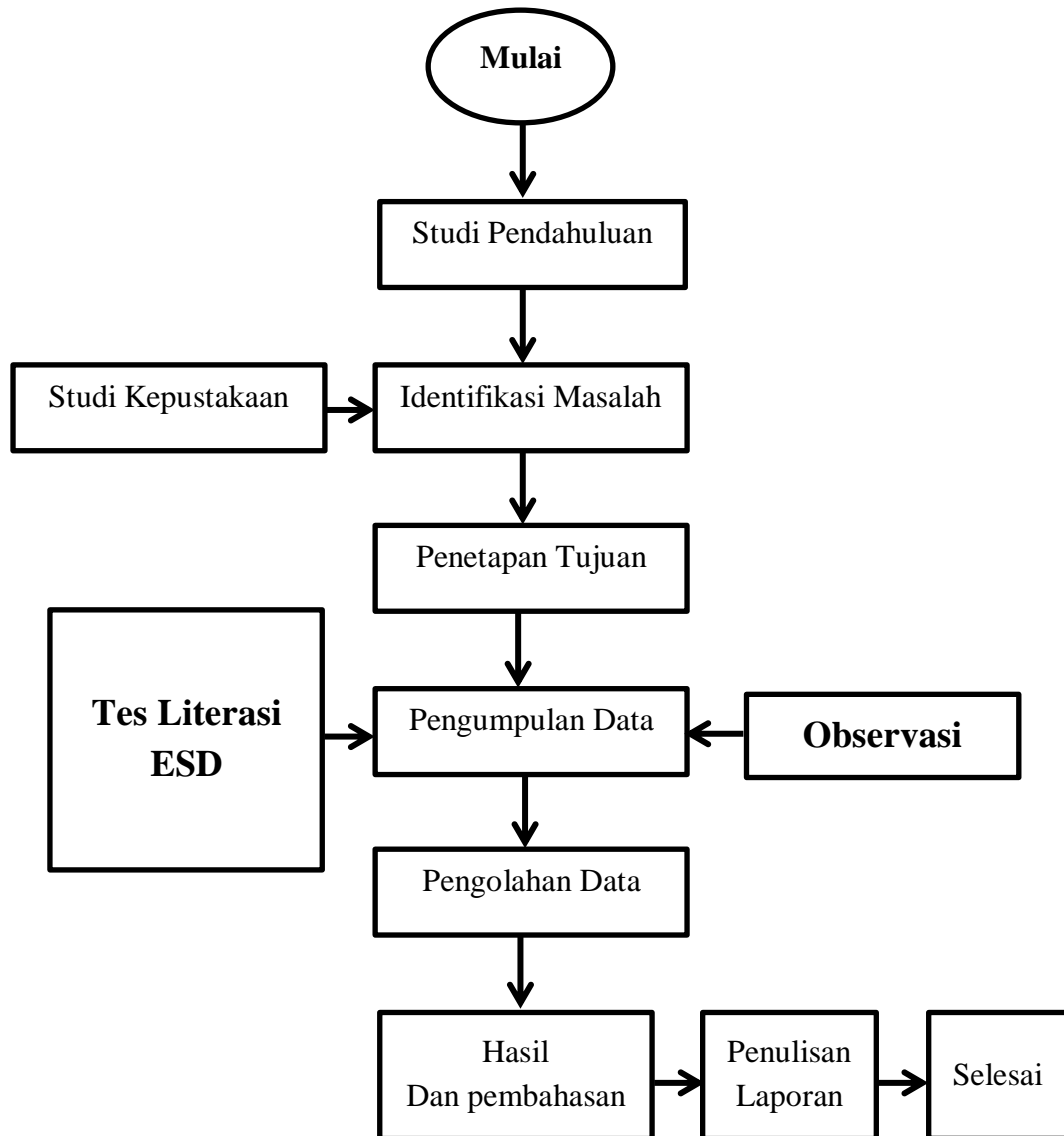 Mulai
Studi Pendahuluan
Studi Kepustakaan
Identifikasi Masalah
Penetapan Tujuan
Tes Literasi
ESD
Pengumpulan Data
Observasi
Pengolahan Data
Hasil
Dan pembahasan
Penulisan
Laporan
Selesai